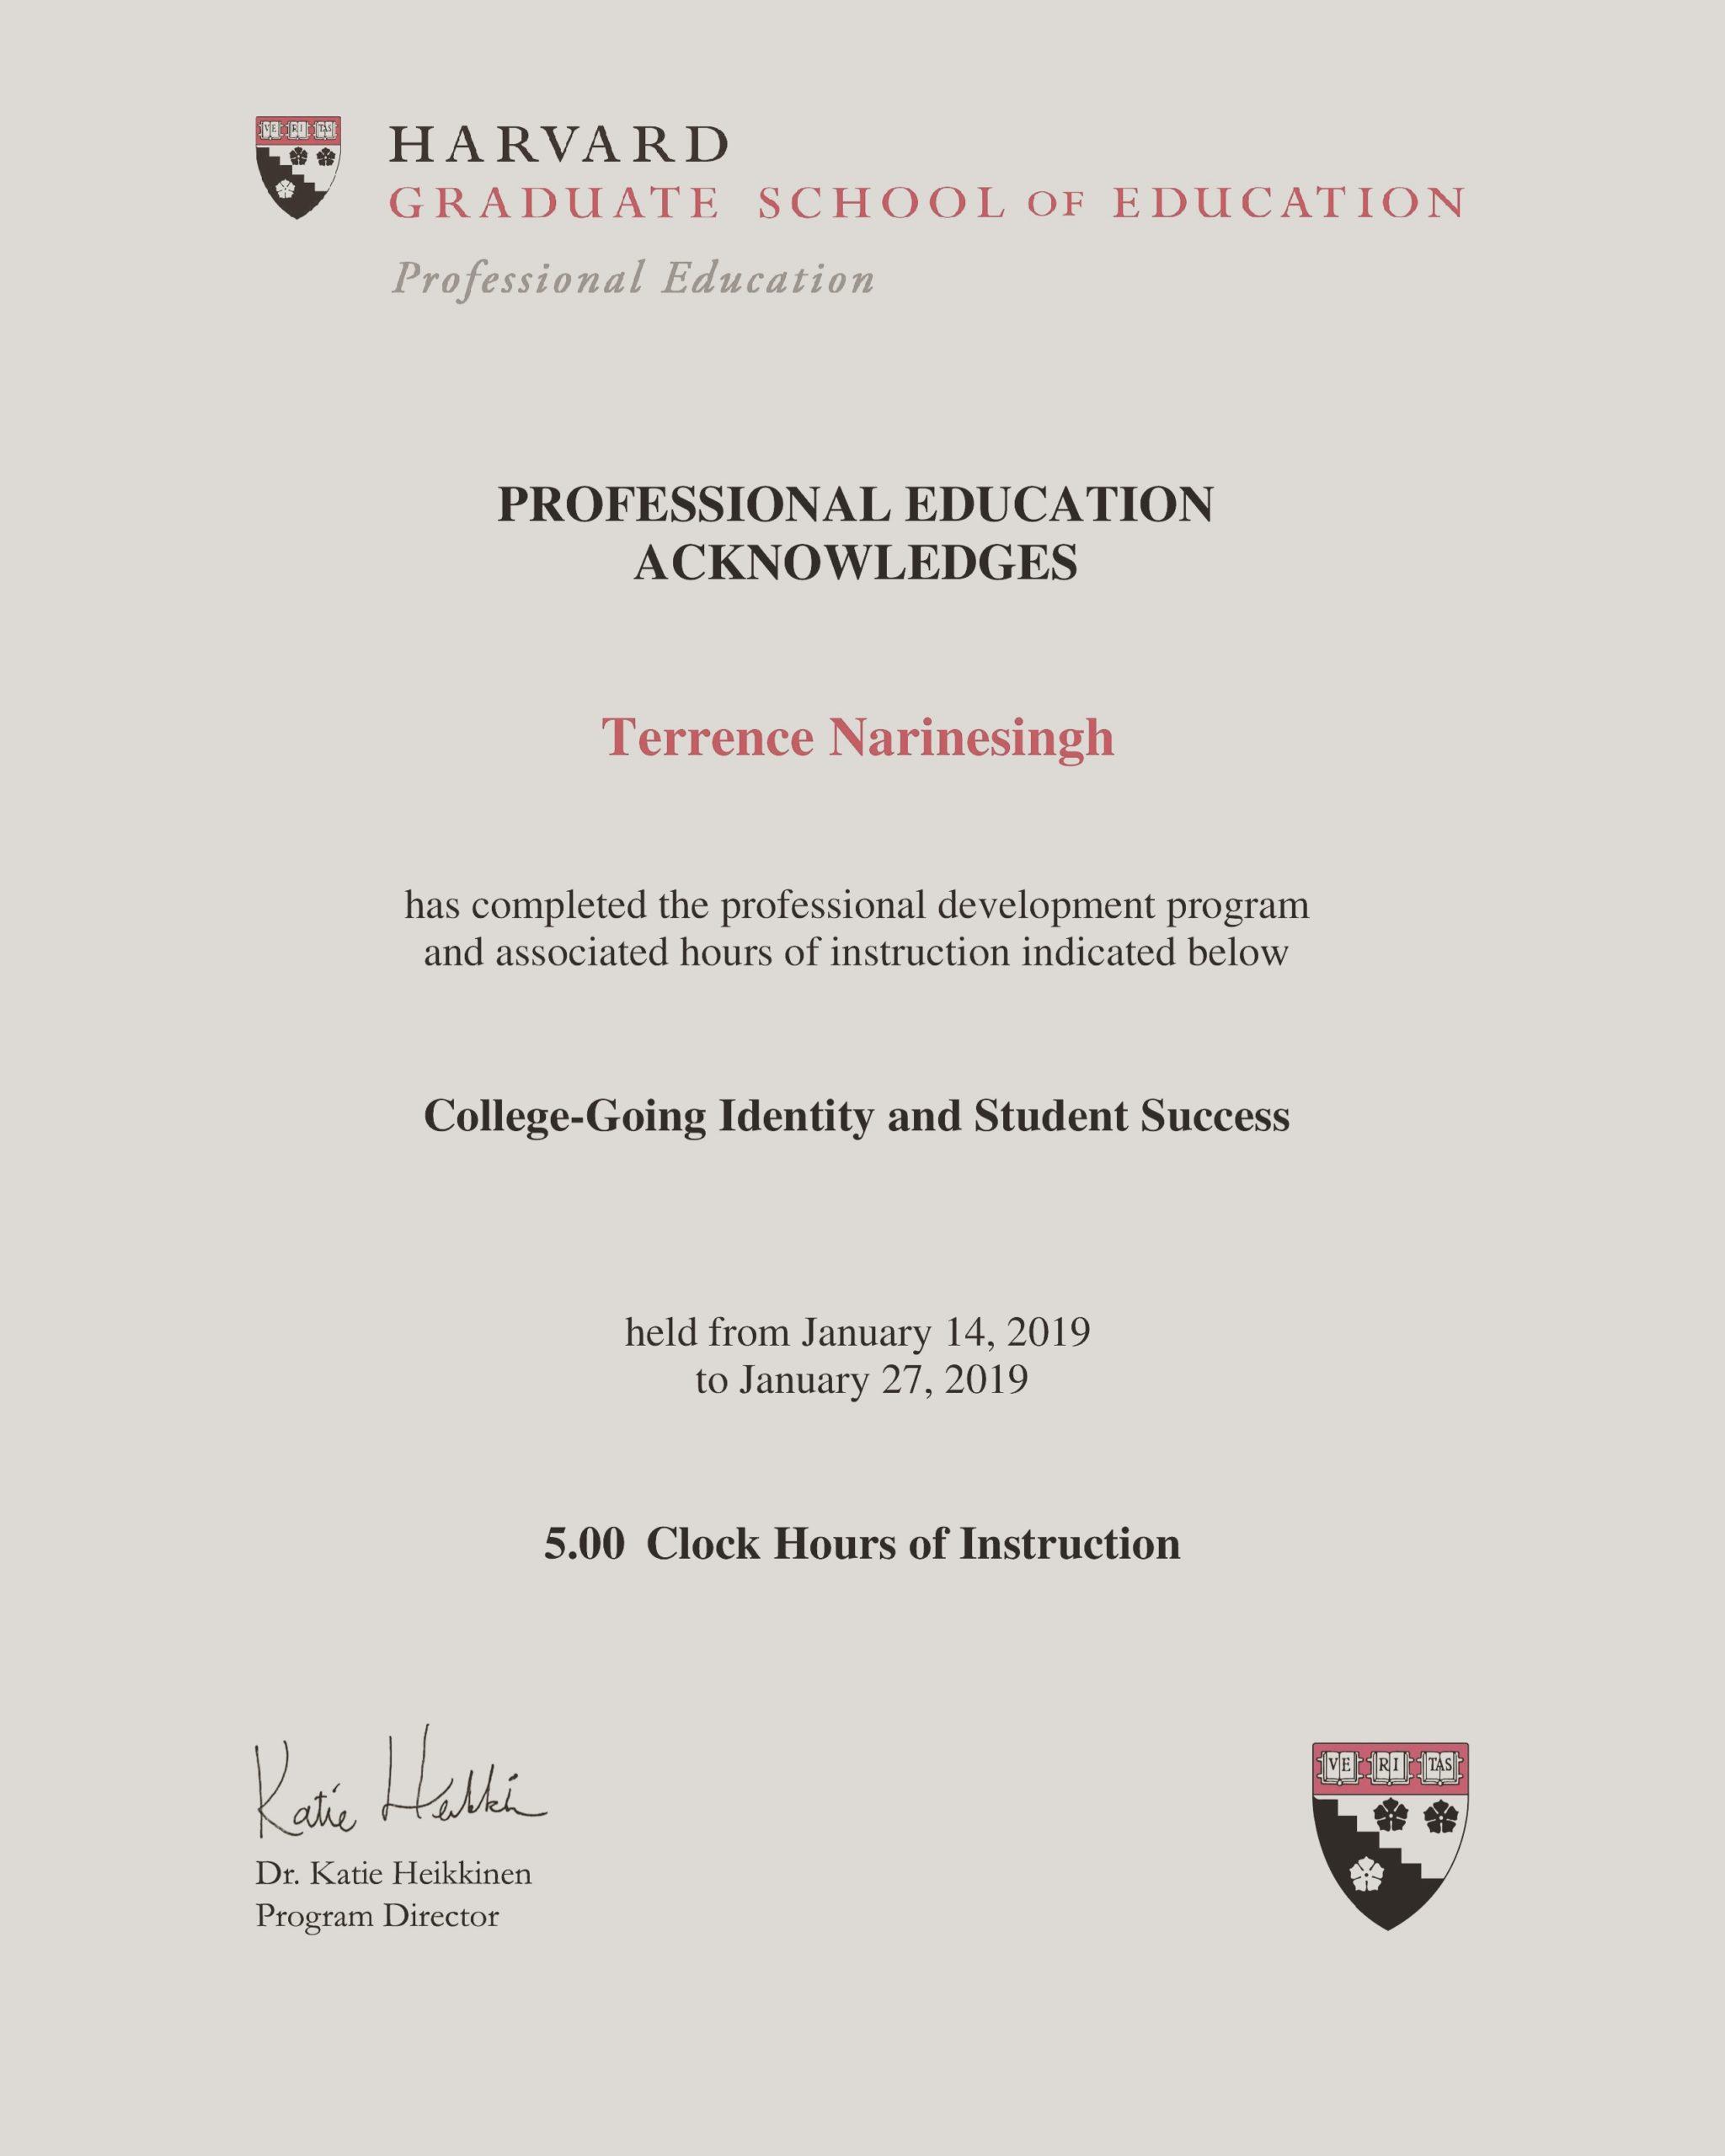 VE RI TAS
HARVARD
GRADUATE SCHOOL OF EDUCATION
Professional Education
PROFESSIONAL EDUCATION
ACKNOWLEDGES
Terrence Narinesingh
has completed the professional development program
and associated hours of instruction indicated below
College-Going Identity and Student Success
held from January 14, 2019
to January 27, 2019
5.00 Clock Hours of Instruction
Katie Heikkin
Dr. Katie Heikkinen
Program Director
VE RI TAS